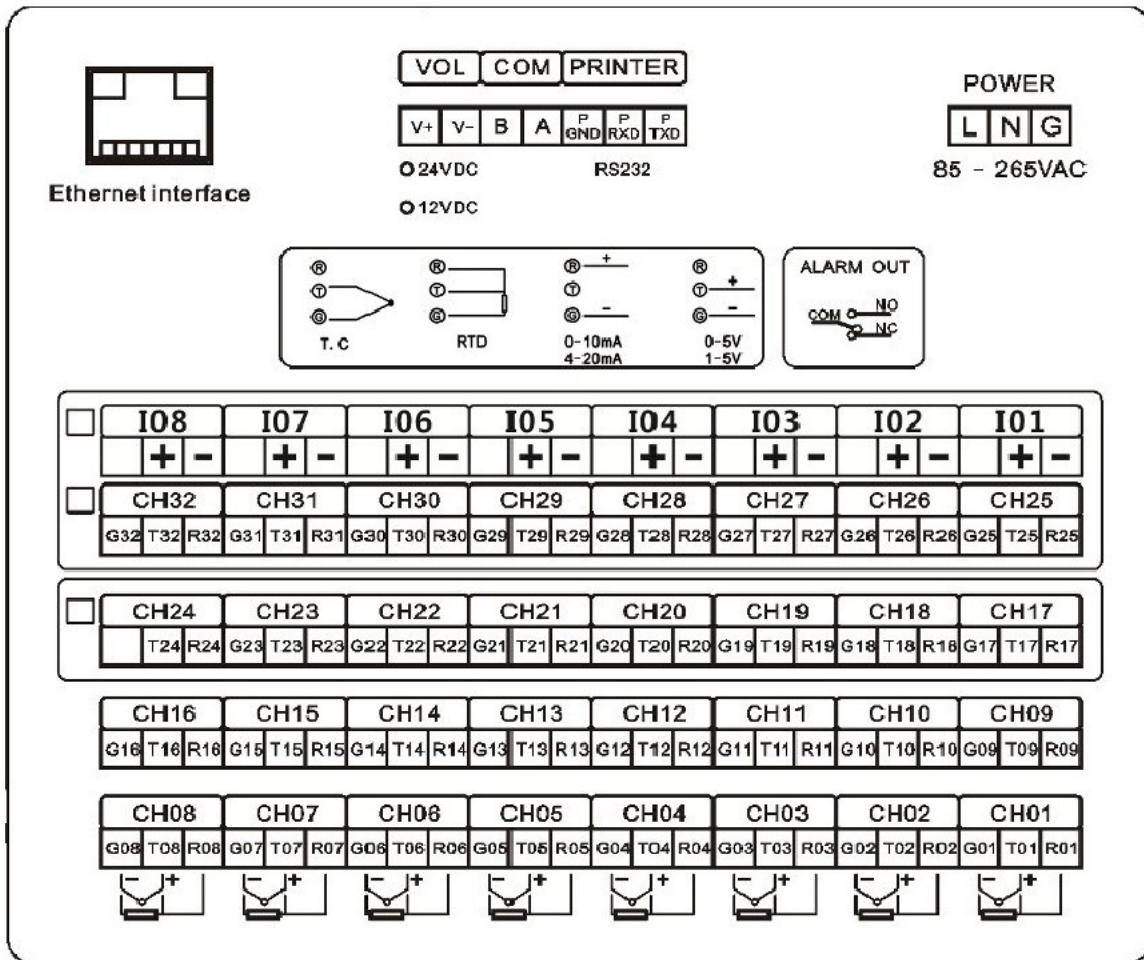 VOL COM PRINTER
POWER
V+ V- B A P GND P RXD P TXD
L N G
24VDC RS232
85 - 265VAC
Ethernet interface
12VDC
R R R + R
T T T T +
G G G - G -
T.C RTD 0-10mA 0-5V
4-20mA 1-5V
ALARM OUT
COM NO
NC
I08 I07 I06 I05 I04 I03 I02 I01
+ - + - + - + - + - + - + - + -
CH32 CH31 CH30 CH29 CH28 CH27 CH26 CH25
G32 T32 R32 G31 T31 R31 G30 T30 R30 G29 T29 R29 G28 T28 R28 G27 T27 R27 G26 T26 R26 G25 T25 R25
CH24 CH23 CH22 CH21 CH20 CH19 CH18 CH17
T24 R24 G23 T23 R23 G22 T22 R22 G21 T21 R21 G20 T20 R20 G19 T19 R19 G18 T18 R18 G17 T17 R17
CH16 CH15 CH14 CH13 CH12 CH11 CH10 CH09
G16 T16 R16 G15 T15 R15 G14 T14 R14 G13 T13 R13 G12 T12 R12 G11 T11 R11 G10 T10 R10 G09 T09 R09
CH08 CH07 CH06 CH05 CH04 CH03 CH02 CH01
G08 T08 R08 G07 T07 R07 G06 T06 R06 G05 T05 R05 G04 T04 R04 G03 T03 R03 G02 T02 R02 G01 T01 R01
- + - + - + - + - + - + - + - +